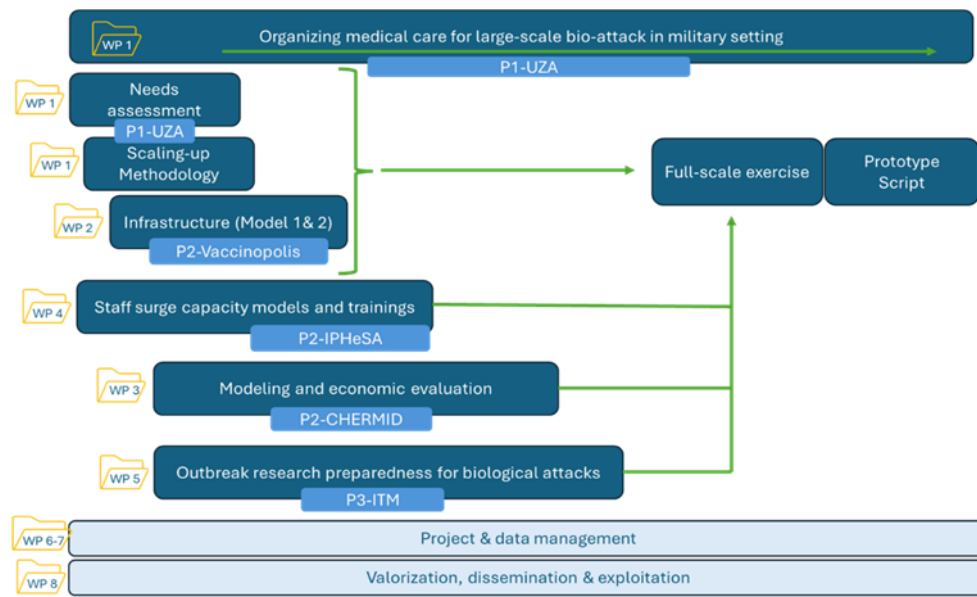 WP 1
Organizing medical care for large-scale bio-attack in military setting
P1-UZA
WP 1
Needs
assessment
P1-UZA
WP 1
Scaling-up
Methodology
Full-scale exercise
Prototype
Script
WP 2
Infrastructure (Model 1& 2)
P2-Vaccinopolis
WP 4
Staff surge capacity models and trainings
P2-IPHeSA
WP 3
Modeling and economic evaluation
P2-CHERMID
WP 5
Outbreak research preparedness for biological attacks
P3-ITM
WP 6-7
Project & data management
WP 8
Valorization, dissemination & exploitation